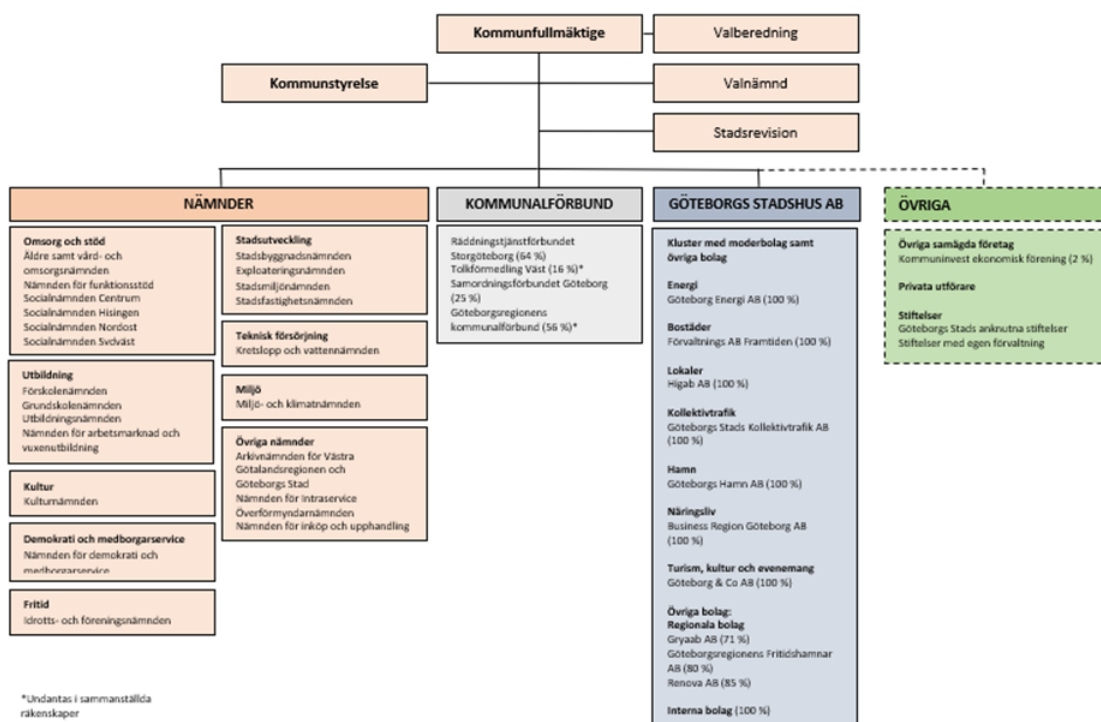 Kommunfullmäktige
Valberedning
Kommunstyrelse
Valnämnd
Stadsrevision
NÄMNDER
Omsorg och stöd
Äldre samt vård- och
omsorgsnämnden
Nämnden för funktionsstöd
Socialnämnden Centrum
Socialnämnden Hisingen
Socialnämnden Nordost
Socialnämnden Sydväst
Utbildning
Förskolenämnden
Grundskolenämnden
Utbildningsnämnden
Nämnden för arbetsmarknad och
vuxenutbildning
Kultur
Kulturnämnden
Demokrati och medborgarservice
Nämnden för demokrati och
medborgarservice
Fritid
Idrotts- och föreningsnämnden
Stadsutveckling
Stadsbyggnadsnämnden
Exploateringsnämnden
Stadsmiljönämnden
Stadsfastighetsnämnden
Teknisk försörjning
Kretslopp och vattennämnden
Miljö
Miljö- och klimatnämnden
Övriga nämnder
Arkivnämnden för Västra
Götalandsregionen och
Göteborgs Stad
Nämnden för Intraservice
Överförmyndarnämnden
Nämnden för inköp och upphandling
KOMMUNALFÖRBUND
Räddningstjänstförbundet
Storgöteborg (64 %)
Tolkförmedling Väst (16 %)*
Samordningsförbundet Göteborg
(25 %)
Göteborgsregionens
kommunalförbund (56 %)*
GÖTEBORGS STADSHUS AB
Kluster med moderbolag samt
övriga bolag
Energi
Göteborg Energi AB (100 %)
Bostäder
Förvaltnings AB Framtiden (100 %)
Lokaler
Higab AB (100 %)
Kollektivtrafik
Göteborgs Stads Kollektivtrafik AB
(100 %)
Hamn
Göteborgs Hamn AB (100 %)
Näringsliv
Business Region Göteborg AB
(100 %)
Turism, kultur och evenemang
Göteborg & Co AB (100 %)
Övriga bolag:
Regionala bolag
Gryaab AB (71 %)
Göteborgsregionens Fritidshamnar
AB (80 %)
Renova AB (85 %)
Interna bolag (100 %)
ÖVRIGA
Övriga samägda företag
Kommuninvest ekonomisk förening (2 %)
Privata utförare
Stiftelser
Göteborgs Stads anknutna stiftelser
Stiftelser med egen förvaltning
*Undantas i sammanställda
räkenskaper